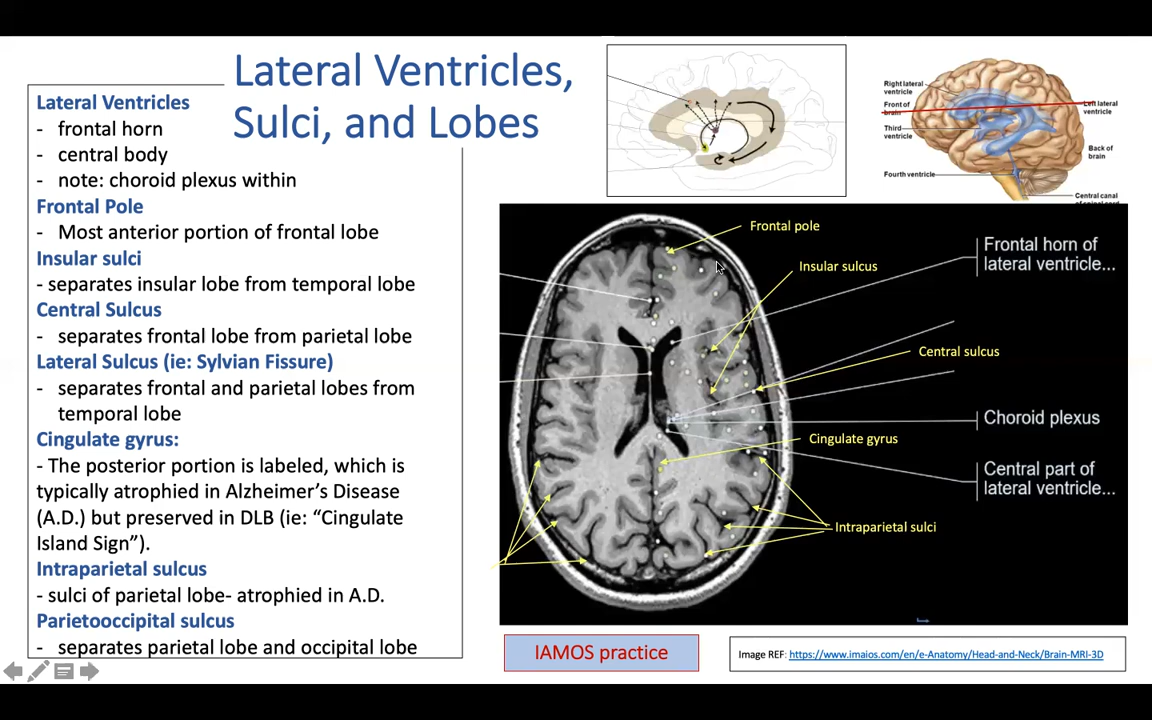 Lateral Ventricles,
Sulci, and Lobes
Lateral Ventricles
- frontal horn
- central body
- note: choroid plexus within
Frontal Pole
- Most anterior portion of frontal lobe
Insular sulci
- separates insular lobe from temporal lobe
Central Sulcus
- separates frontal lobe from parietal lobe
Lateral Sulcus (ie: Sylvian Fissure)
- separates frontal and parietal lobes from
temporal lobe
Cingulate gyrus:
- The posterior portion is labeled, which is
typically atrophied in Alzheimer’s Disease
(A.D.) but preserved in DLB (ie: “Cingulate
Island Sign”).
Intraparietal sulcus
- sulci of parietal lobe- atrophied in A.D.
Parietooccipital sulcus
- separates parietal lobe and occipital lobe
Right lateral
ventricle
Front of
brain
Third
ventricle
Fourth ventricle
Left lateral
ventricle
Back of
brain
Central canal
Frontal pole
Insular sulcus
Central sulcus
Cingulate gyrus
Intraparietal sulci
Frontal horn of
lateral ventricle...
Choroid plexus
Central part of
lateral ventricle...
IAMOS practice
Image REF: https://www.imaios.com/en/e-Anatomy/Head-and-Neck/Brain-MRI-3D